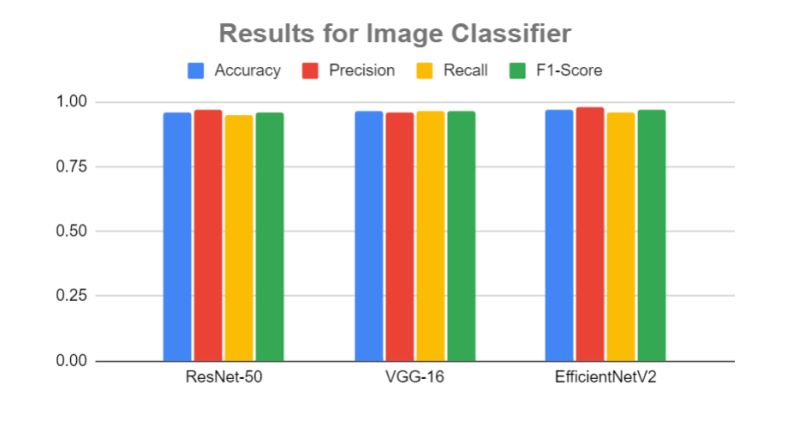 Results for Image Classifier
Accuracy Precision Recall F1-Score
1.00
0.75
0.50
0.25
0.00
ResNet-50 VGG-16 EfficientNetV2